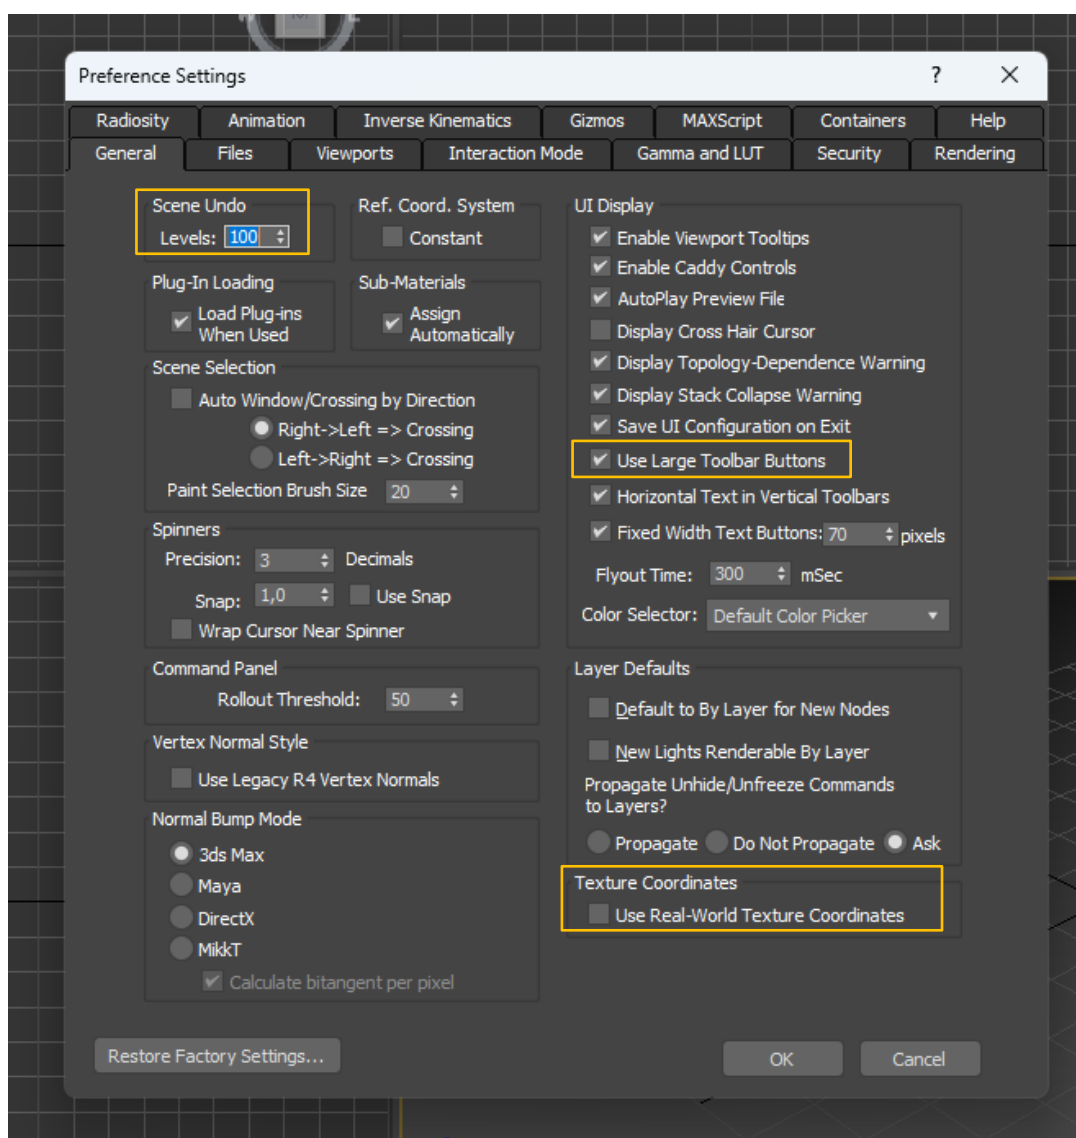 Preference Settings
?
Radiosity Animation Inverse Kinematics Gizmos MAXScript Containers Help
General Files Viewports Interaction Mode Gamma and LUT Security Rendering
Scene Undo
Levels: 100
Ref. Coord. System
Constant
Plug-In Loading
Load Plug-ins
When Used
Sub-Materials
Assign
Automatically
Scene Selection
Auto Window/Crossing by Direction
Right->Left => Crossing
Left->Right => Crossing
Paint Selection Brush Size 20
Spinners
Precision: 3 Decimals
Snap: 1,0 Use Snap
Wrap Cursor Near Spinner
Command Panel
Rollout Threshold: 50
Vertex Normal Style
Use Legacy R4 Vertex Normals
Normal Bump Mode
3ds Max
Maya
DirectX
MikkT
Calculate bitangent per pixel
UI Display
Enable Viewport Tooltips
Enable Caddy Controls
AutoPlay Preview File
Display Cross Hair Cursor
Display Topology-Dependence Warning
Display Stack Collapse Warning
Save UI Configuration on Exit
Use Large Toolbar Buttons
Horizontal Text in Vertical Toolbars
Fixed Width Text Buttons: 70 pixels
Flyout Time: 300 mSec
Color Selector: Default Color Picker
Layer Defaults
Default to By Layer for New Nodes
New Lights Renderable By Layer
Propagate Unhide/Unfreeze Commands
to Layers?
Propagate Do Not Propagate Ask
Texture Coordinates
Use Real-World Texture Coordinates
Restore Factory Settings...
OK Cancel